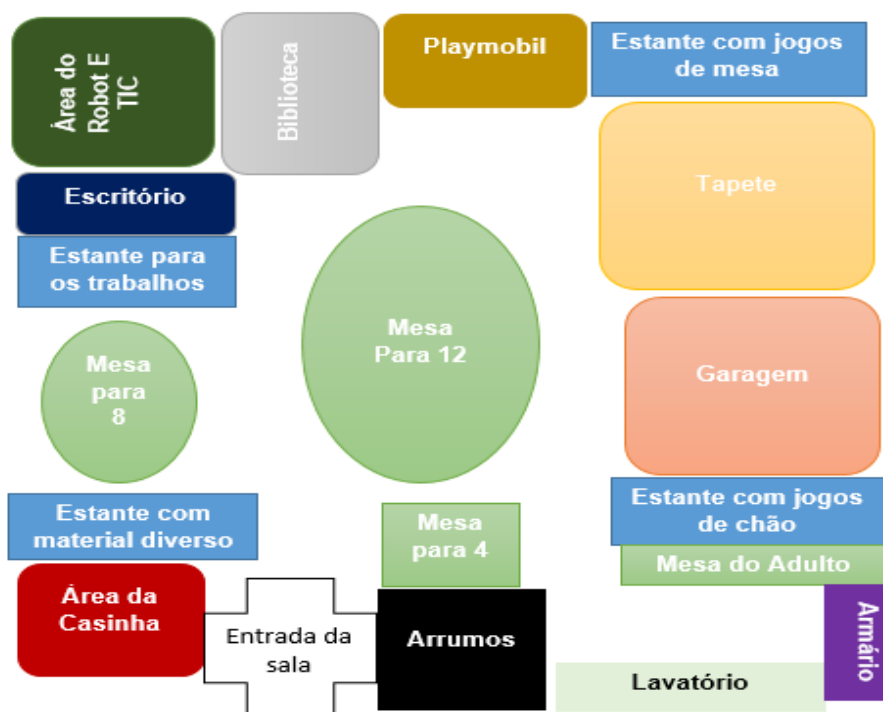 Área do
Robot E
TIC
Biblioteca
Playmobil
Estante com jogos
de mesa
Tapete
Escritório
Estante para
os trabalhos
Mesa
Para 12
Mesa
para
8
Garagem
Estante com
material diverso
Mesa
para 4
Estante com jogos
de chão
Mesa do Adulto
Área da
Casinha
Entrada da
sala
Arrumos
Armário
Lavatório